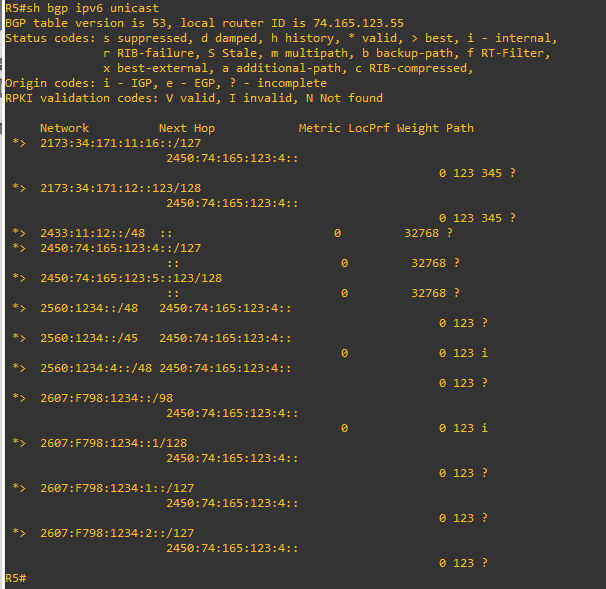 R5#sh bgp ipv6 unicast
BGP table version is 53, local router ID is 74.165.123.55
Status codes: s suppressed, d damped, h history, * valid, > best, i - internal,
              r RIB-failure, S Stale, m multipath, b backup-path, f RT-Filter,
              x best-external, a additional-path, c RIB-compressed,
Origin codes: i - IGP, e - EGP, ? - incomplete
RPKI validation codes: V valid, I invalid, N Not found

     Network          Next Hop            Metric LocPrf Weight Path
 *>  2173:34:171:11:16::/127
                       2450:74:165:123:4::
                                                              0 123 345 ?
 *>  2173:34:171:12::123/128
                       2450:74:165:123:4::
                                                              0 123 345 ?
 *>  2433:11:12::/48  ::                       0         32768 ?
 *>  2450:74:165:123:4::/127
                       ::                       0         32768 ?
 *>  2450:74:165:123:5::123/128
                       ::                       0         32768 ?
 *>  2560:1234::/48   2450:74:165:123:4::
                                                              0 123 ?
 *>  2560:1234::/45   2450:74:165:123:4::
                                                0             0 123 i
 *>  2560:1234:4::/48 2450:74:165:123:4::
                                                              0 123 ?
 *>  2607:F798:1234::/98
                       2450:74:165:123:4::
                                                0             0 123 i
 *>  2607:F798:1234::1/128
                       2450:74:165:123:4::
                                                              0 123 ?
 *>  2607:F798:1234:1::/127
                       2450:74:165:123:4::
                                                              0 123 ?
 *>  2607:F798:1234:2::/127
                       2450:74:165:123:4::
                                                              0 123 ?
R5#